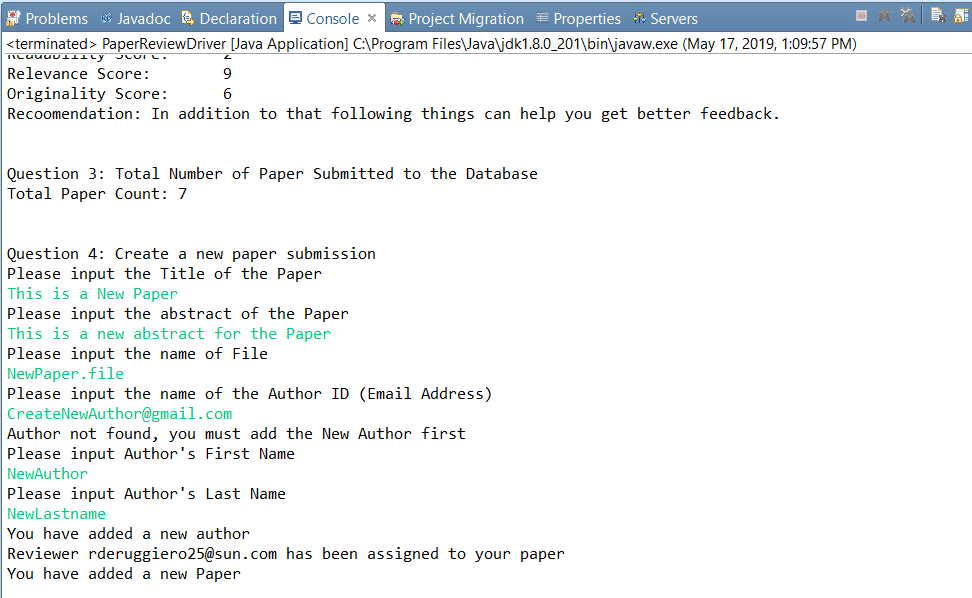 Problems Javadoc Declaration Console Project Migration Properties Servers
<terminated> PaperReviewDriver [Java Application] C:\Program Files\Java\jdk1.8.0_201\bin\javaw.exe (May 17, 2019, 1:09:57 PM)
Readability Score: 2
Relevance Score: 9
Originality Score: 6
Recoomendation: In addition to that following things can help you get better feedback.
Question 3: Total Number of Paper Submitted to the Database
Total Paper Count: 7
Question 4: Create a new paper submission
Please input the Title of the Paper
This is a New Paper
Please input the abstract of the Paper
This is a new abstract for the Paper
Please input the name of File
NewPaper.file
Please input the name of the Author ID (Email Address)
CreateNewAuthor@gmail.com
Author not found, you must add the New Author first
Please input Author's First Name
NewAuthor
Please input Author's Last Name
NewLastname
You have added a new author
Reviewer rderuggiero25@sun.com has been assigned to your paper
You have added a new Paper